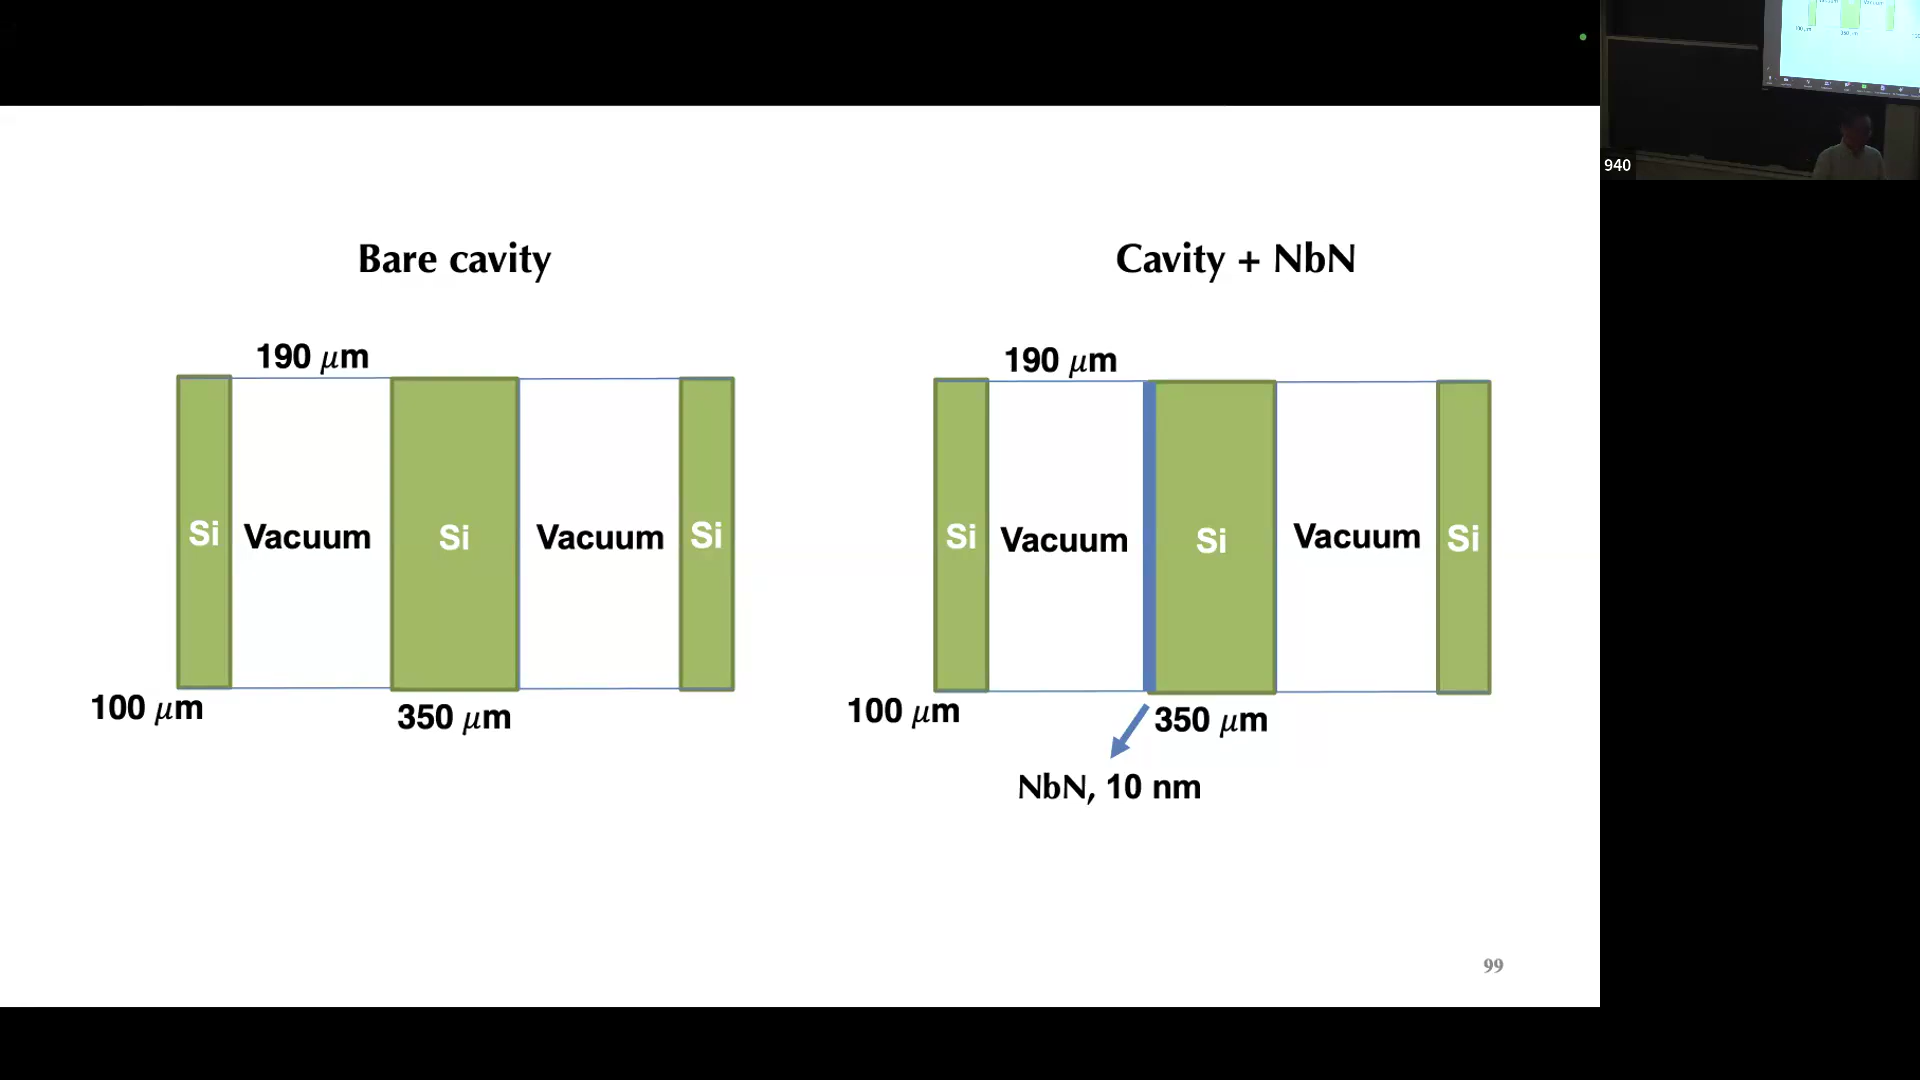 Bare cavity
190 μm
Si
Vacuum
Si
Vacuum
Si
100 μm
350 μm
Cavity + NbN
190 μm
Si
Vacuum
Si
Vacuum
Si
100 μm
350 μm
NbN, 10 nm
99
940